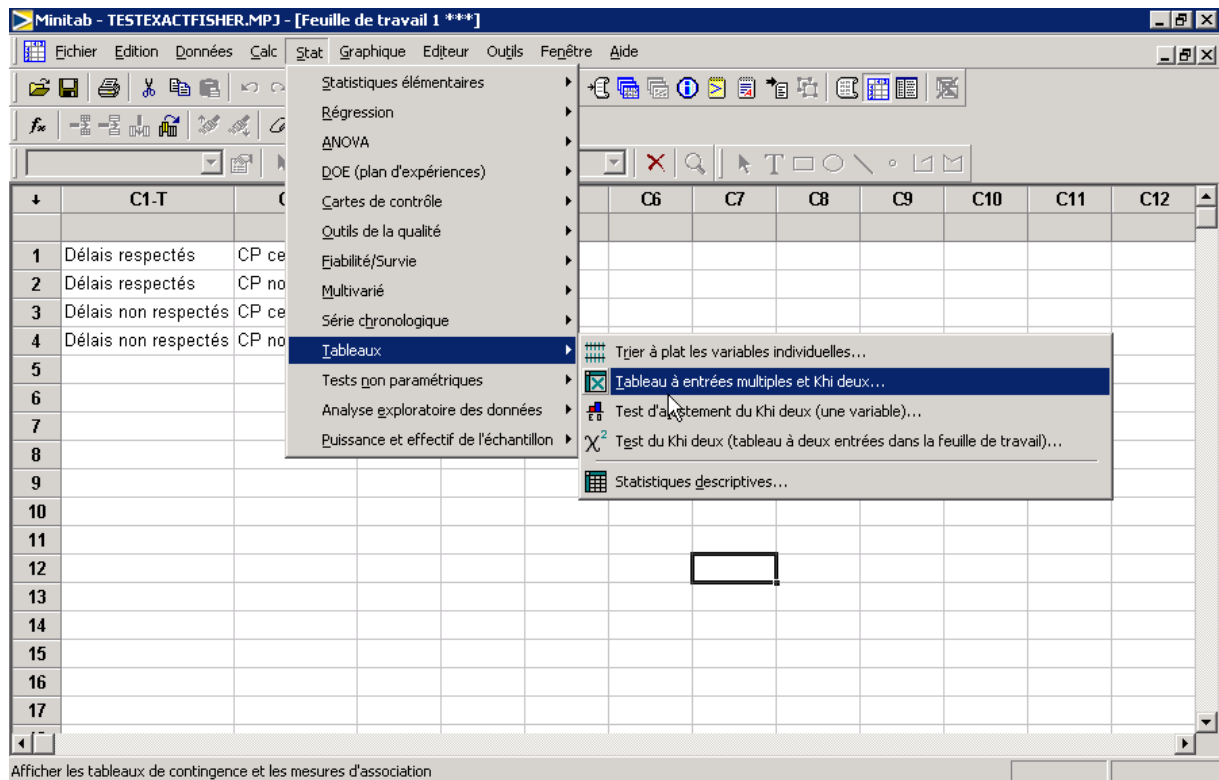 Minitab - TESTEXACTFISHER.MPJ - [Feuille de travail 1 ***]
Fichier Edition Données Calc Stat Graphique Editeur Outils Fenêtre Aide
Statistiques élémentaires
Régression
ANOVA
DOE (plan d'expériences)
Cartes de contrôle
Outils de la qualité
Fiabilité/Survie
Multivarié
Série chronologique
Tableaux
Tests non paramétriques
Analyse exploratoire des données
Puissance et effectif de l'échantillon
Trier à plat les variables individuelles...
Tableau à entrées multiples et Khi deux...
Test d'ajustement du Khi deux (une variable)...
χ² Test du Khi deux (tableau à deux entrées dans la feuille de travail)...
Statistiques descriptives...
C1-T C6 C7 C8 C9 C10 C11 C12
1 Délais respectés CP ce
2 Délais respectés CP no
3 Délais non respectés CP ce
4 Délais non respectés CP no
5
6
7
8
9
10
11
12
13
14
15
16
17
Afficher les tableaux de contingence et les mesures d'association